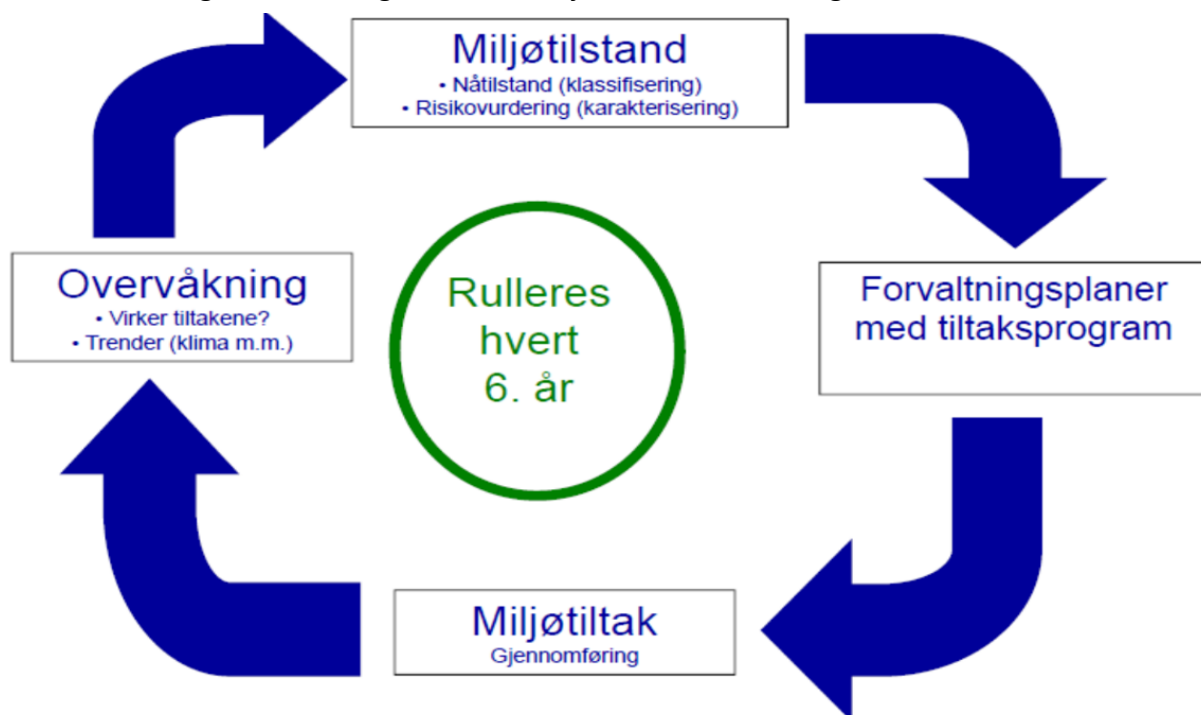 Miljøtilstand
• Nåtilstand (klassifisering)
• Risikovurdering (karakterisering)
Forvaltningsplaner
med tiltaksprogram
Miljøtiltak
Gjennomføring
Overvåkning
• Virker tiltakene?
• Trender (klima m.m.)
Rulleres
hvert
6. år